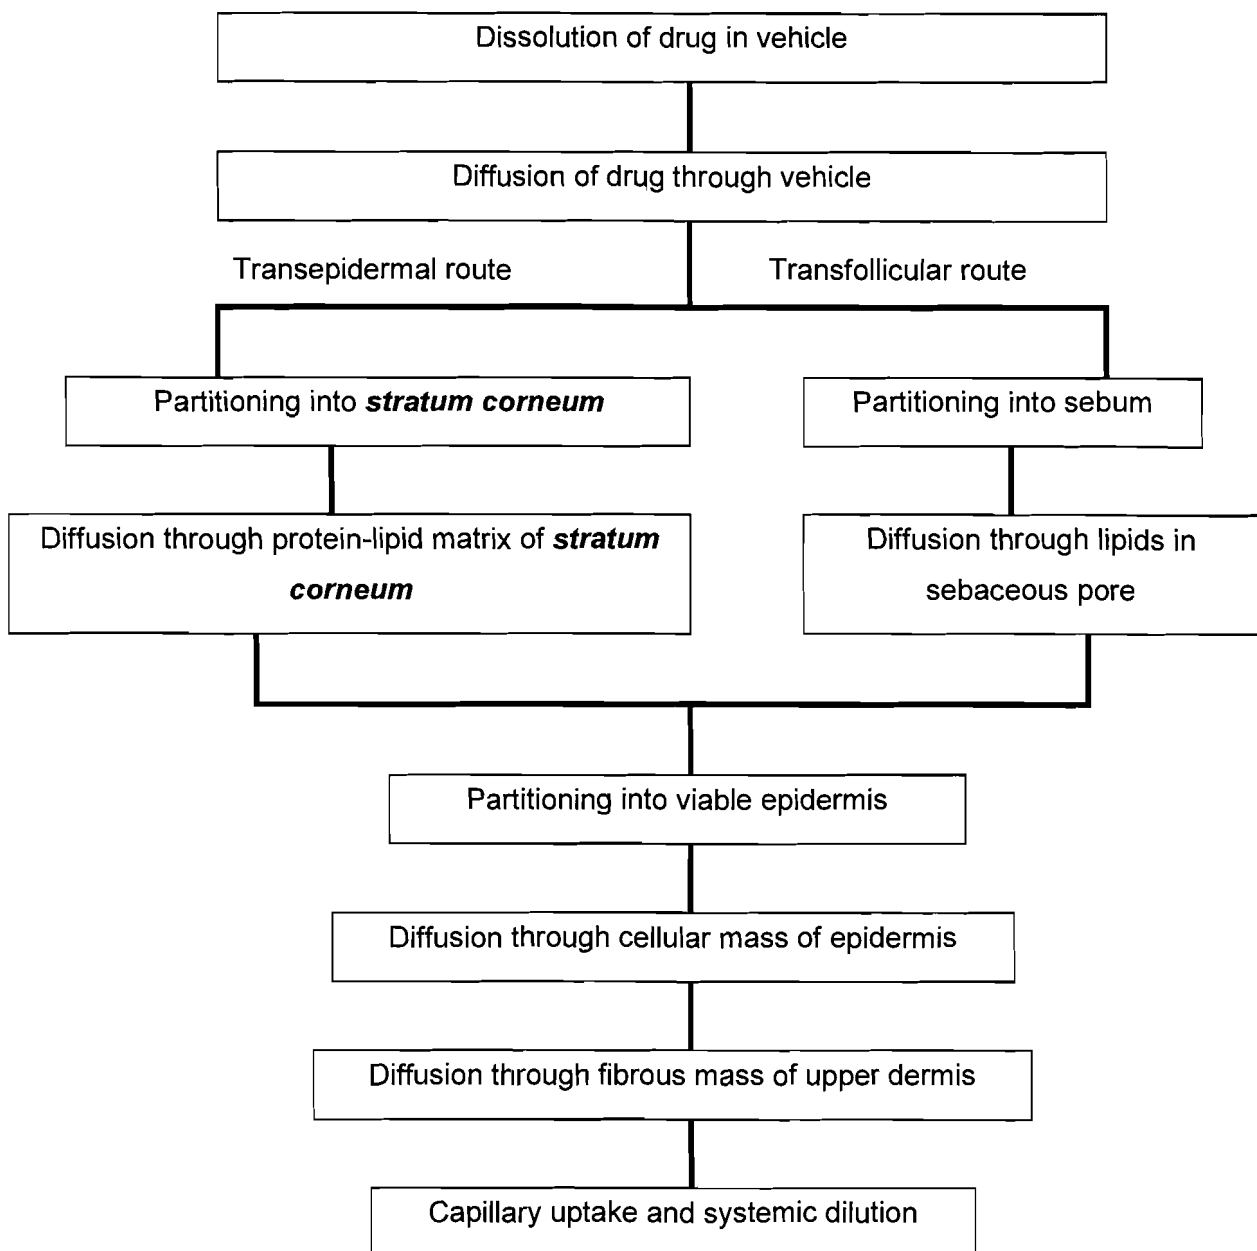 Dissolution of drug in vehicle
Diffusion of drug through vehicle
Transepidermal route
Transfollicular route
Partitioning into stratum corneum
Partitioning into sebum
Diffusion through protein-lipid matrix of stratum
corneum
Diffusion through lipids in
sebaceous pore
Partitioning into viable epidermis
Diffusion through cellular mass of epidermis
Diffusion through fibrous mass of upper dermis
Capillary uptake and systemic dilution